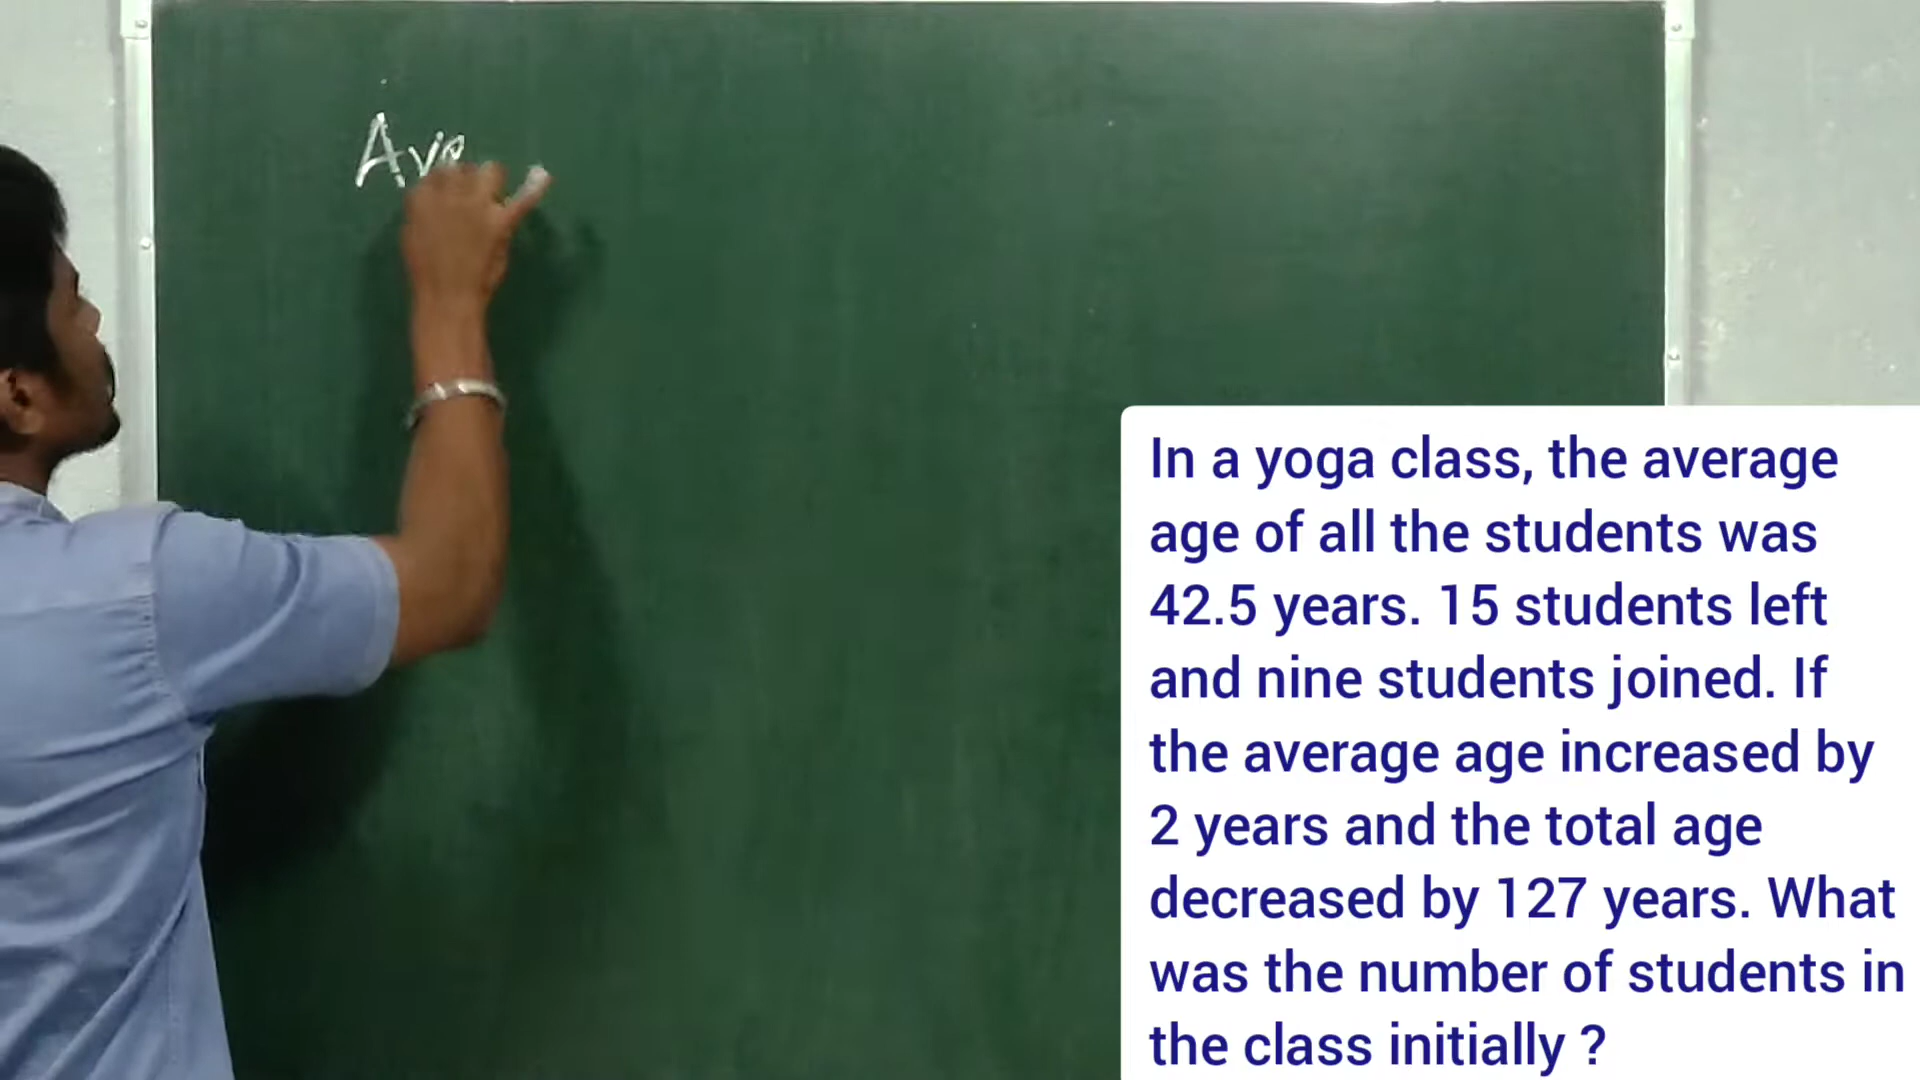 Ave
In a yoga class, the average
age of all the students was
42.5 years. 15 students left
and nine students joined. If
the average age increased by
2 years and the total age
decreased by 127 years. What
was the number of students in
the class initially ?